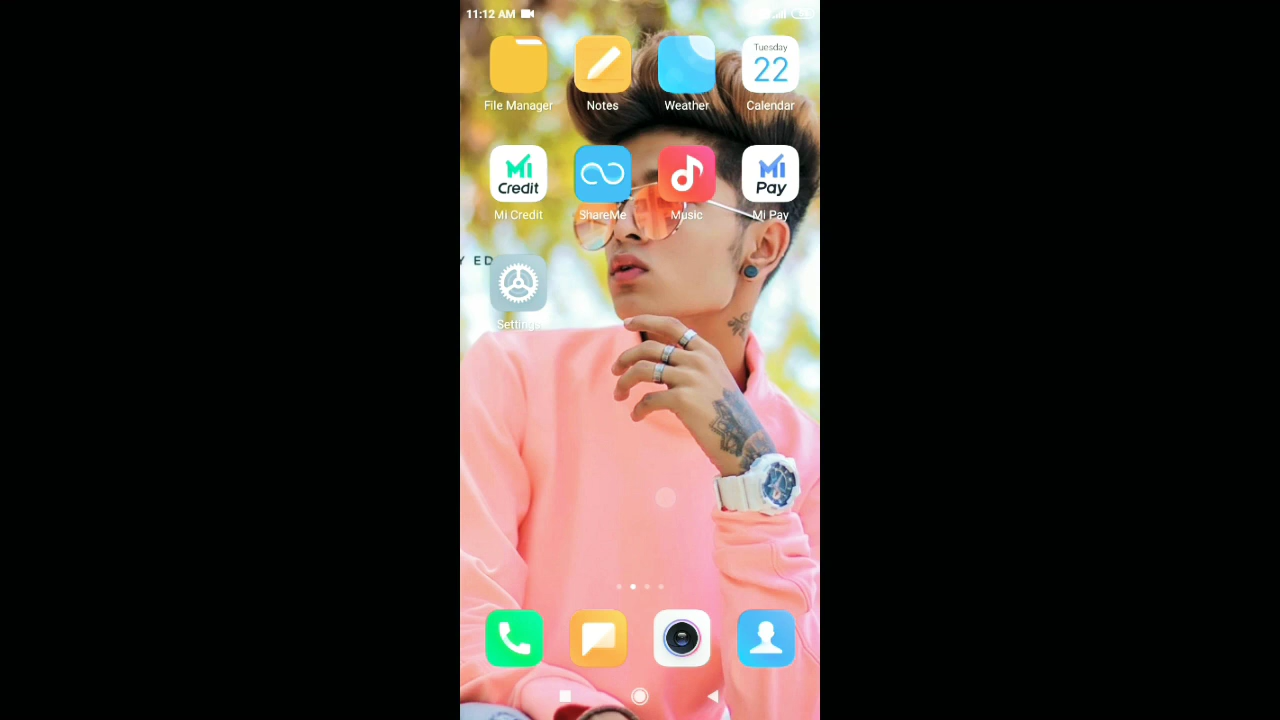 11:12 AM
File Manager
Notes
Weather
Tuesday
22
Calendar
Mi
Credit
Mi Credit
ShareMe
Music
Mi
Pay
Mi Pay
Y ED
Settings